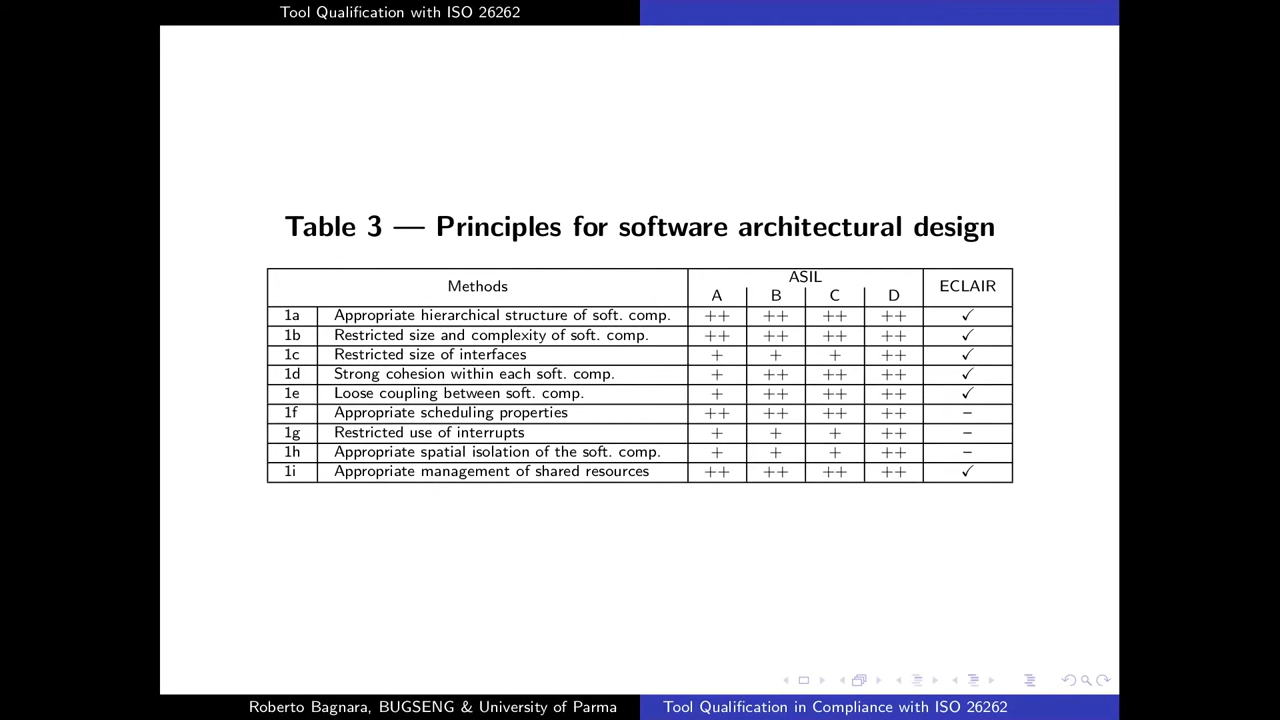 Tool Qualification with ISO 26262
Table 3 — Principles for software architectural design
Methods ASIL ECLAIR
A B C D
1a Appropriate hierarchical structure of soft. comp. ++ ++ ++ ++ ✓
1b Restricted size and complexity of soft. comp. ++ ++ ++ ++ ✓
1c Restricted size of interfaces + + + ++ ✓
1d Strong cohesion within each soft. comp. + ++ ++ ++ ✓
1e Loose coupling between soft. comp. + ++ ++ ++ ✓
1f Appropriate scheduling properties ++ ++ ++ ++ –
1g Restricted use of interrupts + + + ++ –
1h Appropriate spatial isolation of the soft. comp. + + + ++ –
1i Appropriate management of shared resources ++ ++ ++ ++ ✓
Roberto Bagnara, BUGSENG & University of Parma Tool Qualification in Compliance with ISO 26262